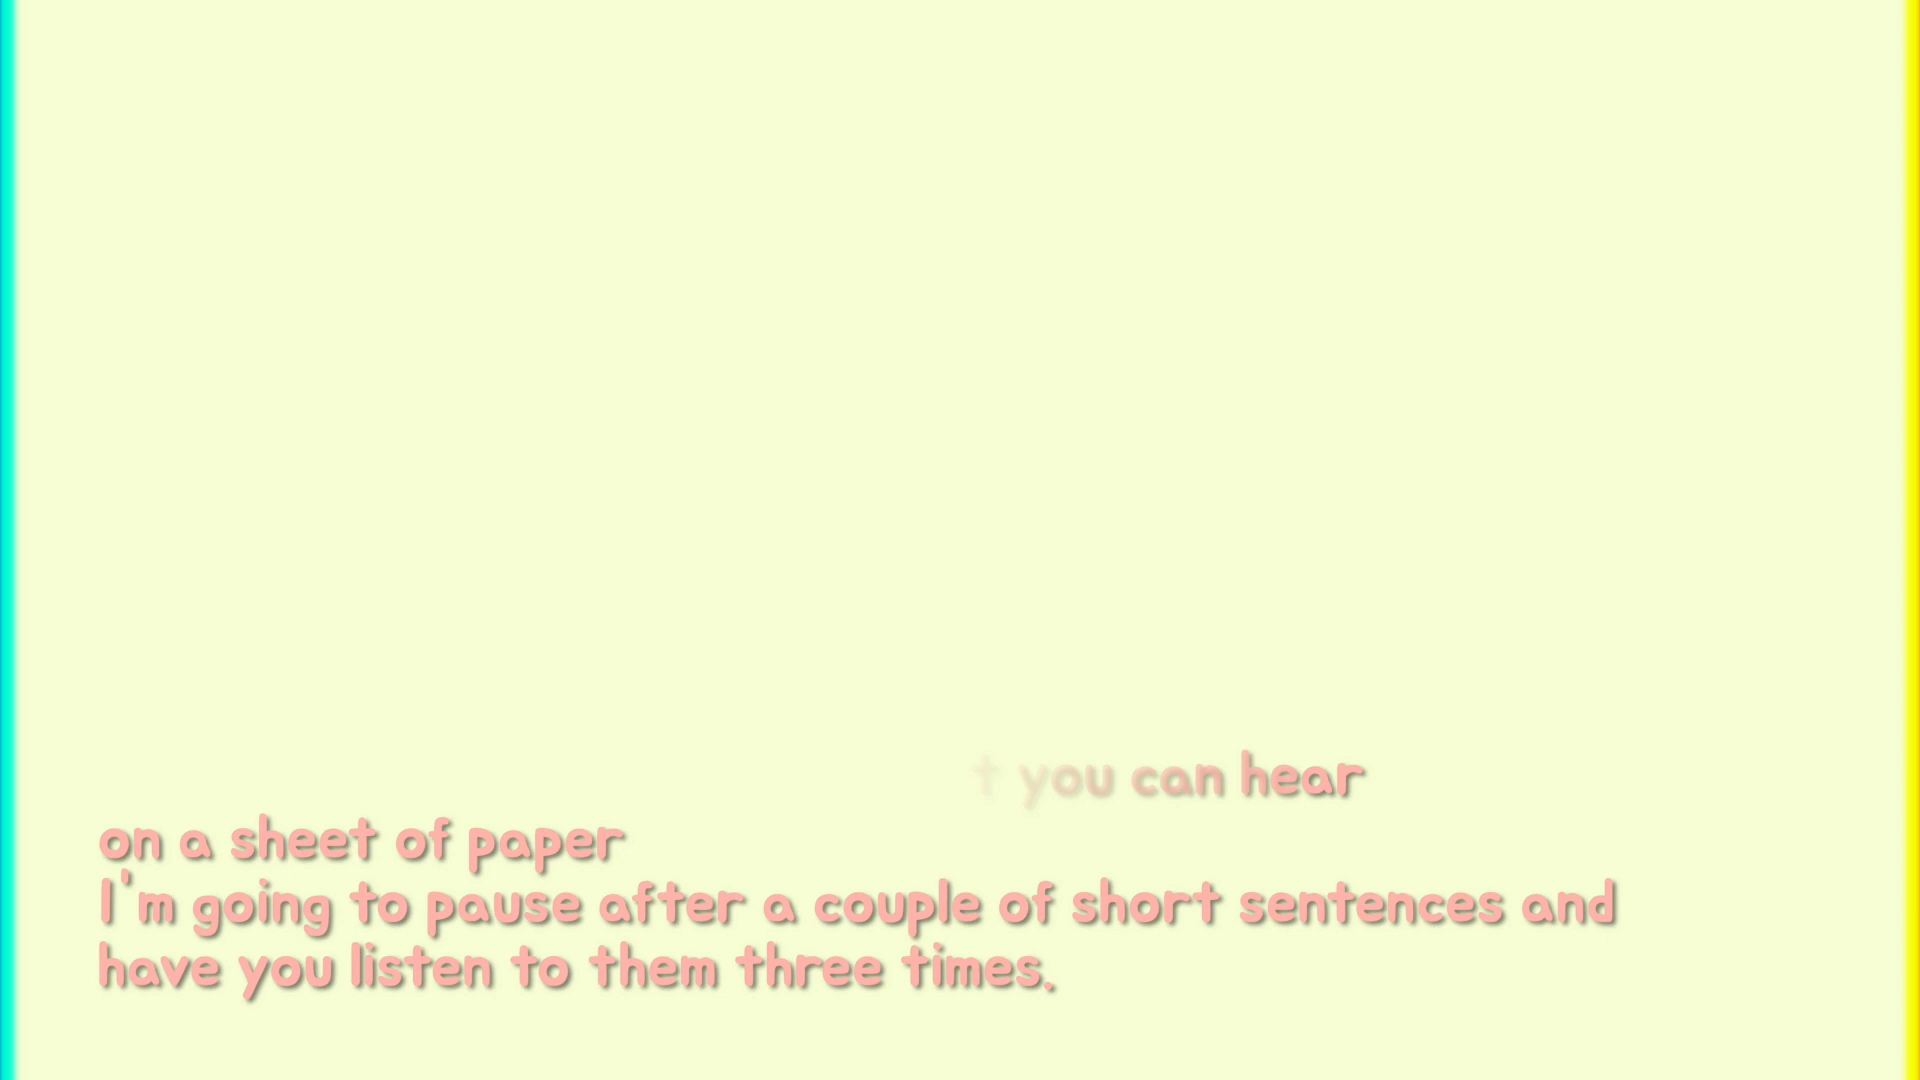 you can hear
on a sheet of paper
I'm going to pause after a couple of short sentences and
have you listen to them three times.